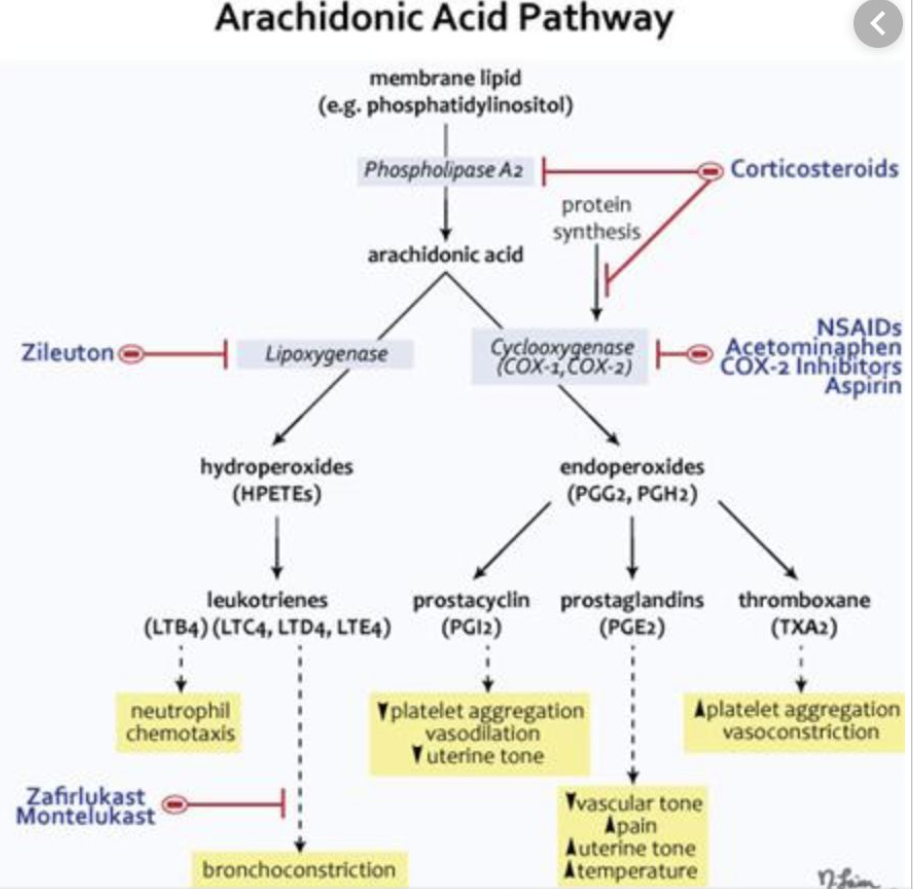 Arachidonic Acid Pathway
membrane lipid
(e.g. phosphatidylinositol)
Phospholipase A2
Corticosteroids
protein
synthesis
arachidonic acid
Zileuton
Lipoxygenase
Cyclooxygenase
(COX-1, COX-2)
NSAIDs
Acetominaphen
COX-2 Inhibitors
Aspirin
hydroperoxides
(HPETEs)
endoperoxides
(PGG2, PGH2)
leukotrienes
(LTB4) (LTC4, LTD4, LTE4)
prostacyclin
(PGI2)
prostaglandins
(PGE2)
thromboxane
(TXA2)
neutrophil
chemotaxis
▼platelet aggregation
vasodilation
▼uterine tone
▲platelet aggregation
vasoconstriction
Zafirlukast
Montelukast
▼vascular tone
▲pain
▲uterine tone
▲temperature
bronchoconstriction